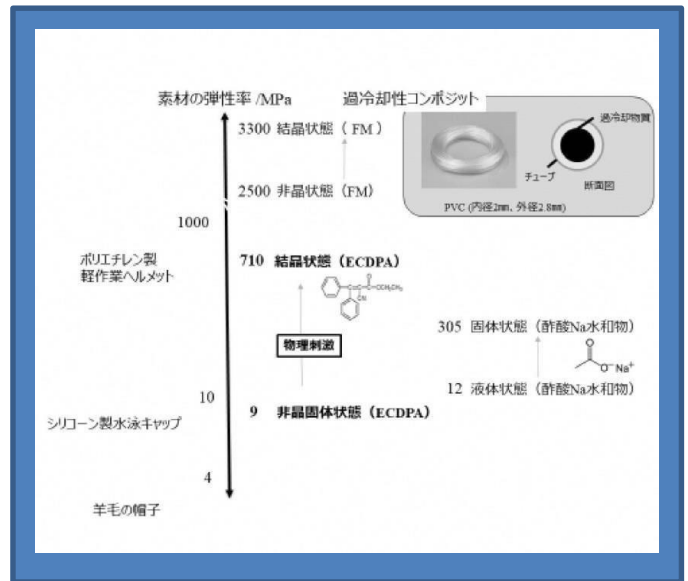 素材の弾性率 /MPa
過冷却性コンポジット
3300 結晶状態（ FM ）
過冷却物質
チューブ
断面図
PVC (内径2㎜、外径2.8㎜)
2500 非晶状態（FM）
1000
ポリエチレン製
軽作業ヘルメット
710 結晶状態（ECDPA）
O
OCH₂CH₃
CN
物理刺激
305 固体状態（酢酸Na水和物）
O
O⁻Na⁺
12 液体状態（酢酸Na水和物）
10
9 非晶固体状態（ECDPA）
シリコーン製水泳キャップ
4
羊毛の帽子